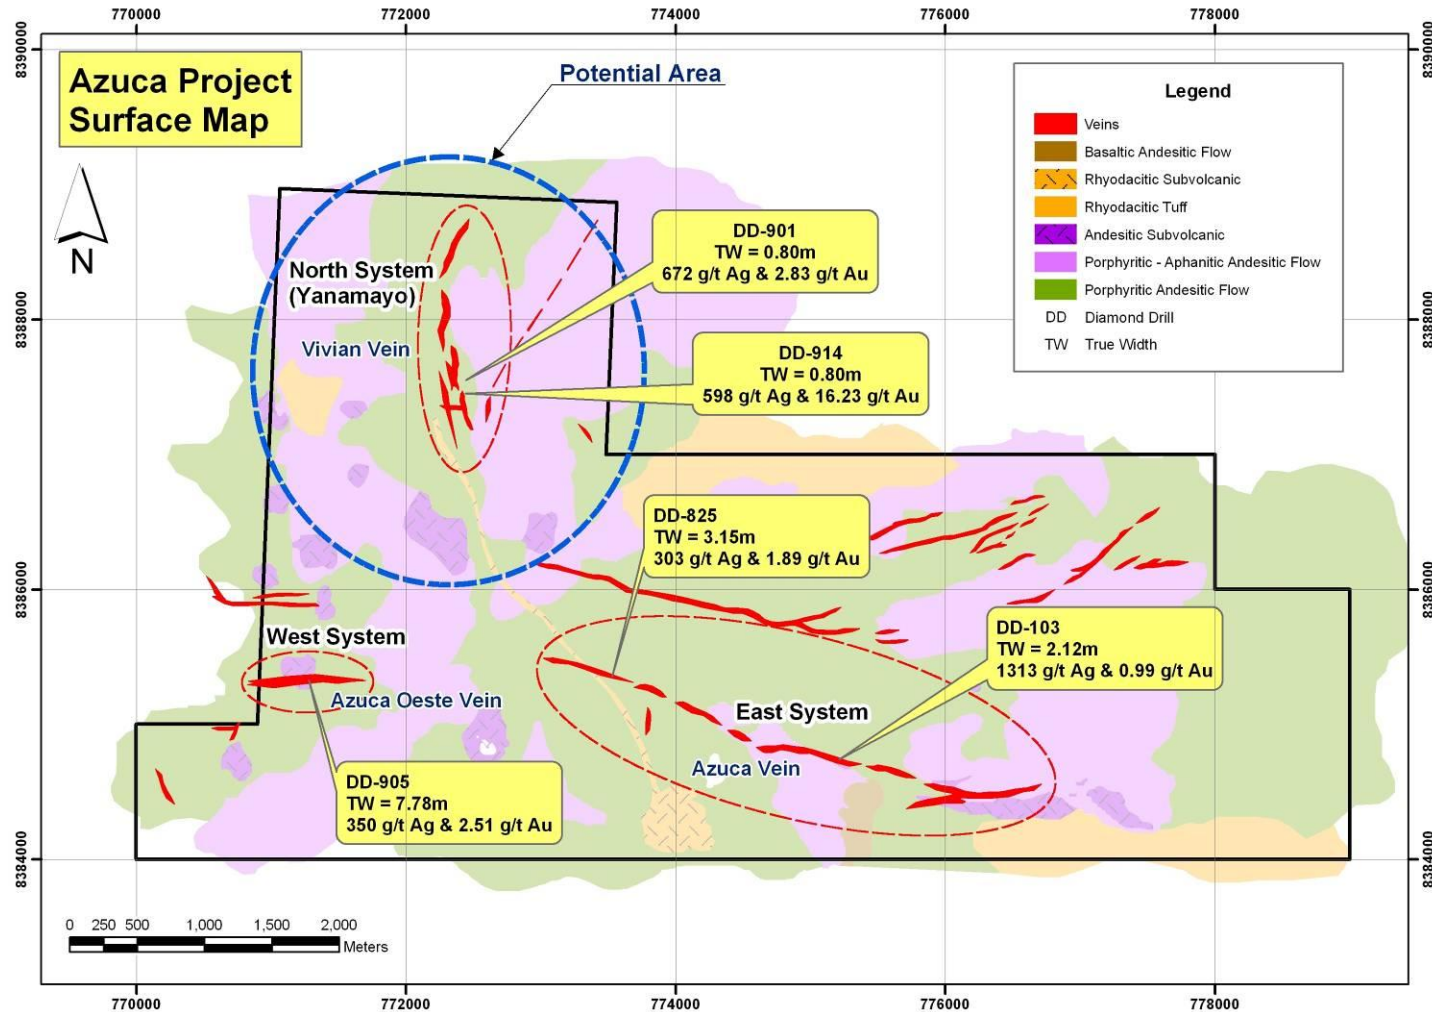 770000
772000
774000
776000
778000
8390000
8390000
Azuca Project
Surface Map
Potential Area
Legend
Veins
Basaltic Andesitic Flow
Rhyodacitic Subvolcanic
Rhyodacitic Tuff
Andesitic Subvolcanic
Porphyritic - Aphanitic Andesitic Flow
Porphyritic Andesitic Flow
DD Diamond Drill
TW True Width
N
North System
(Yanamayo)
Vivian Vein
DD-901
TW = 0.80m
672 g/t Ag & 2.83 g/t Au
8388000
8388000
DD-914
TW = 0.80m
598 g/t Ag & 16.23 g/t Au
DD-825
TW = 3.15m
303 g/t Ag & 1.89 g/t Au
8386000
8386000
West System
Azuca Oeste Vein
DD-103
TW = 2.12m
1313 g/t Ag & 0.99 g/t Au
East System
Azuca Vein
DD-905
TW = 7.78m
350 g/t Ag & 2.51 g/t Au
8384000
8384000
0 250 500 1,000 1,500 2,000
Meters
770000
772000
774000
776000
778000